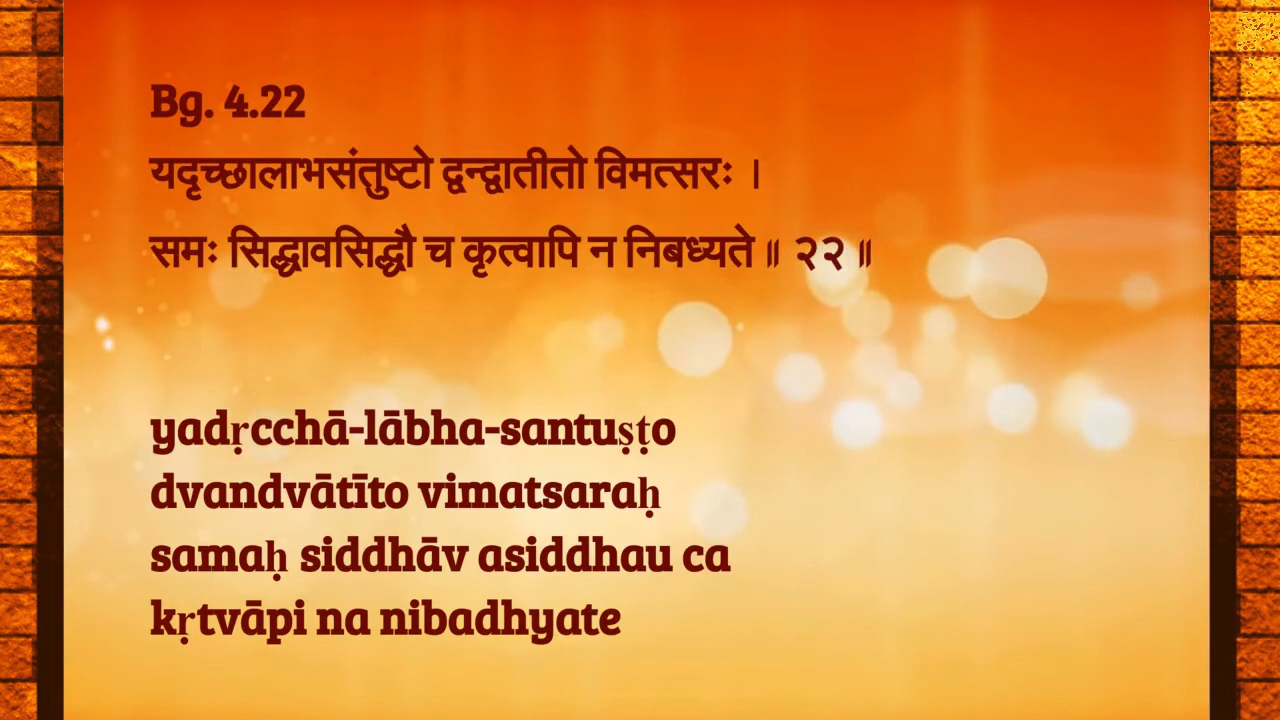 Bg. 4.22
यदृच्छालाभसंतुष्टो द्वन्द्वातीतो विमत्सरः ।
समः सिद्धावसिद्धौ च कृत्वापि न निबध्यते ॥ २२ ॥
yadṛcchā-lābha-santuṣṭo
dvandvātīto vimatsaraḥ
samaḥ siddhāv asiddhau ca
kṛtvāpi na nibadhyate